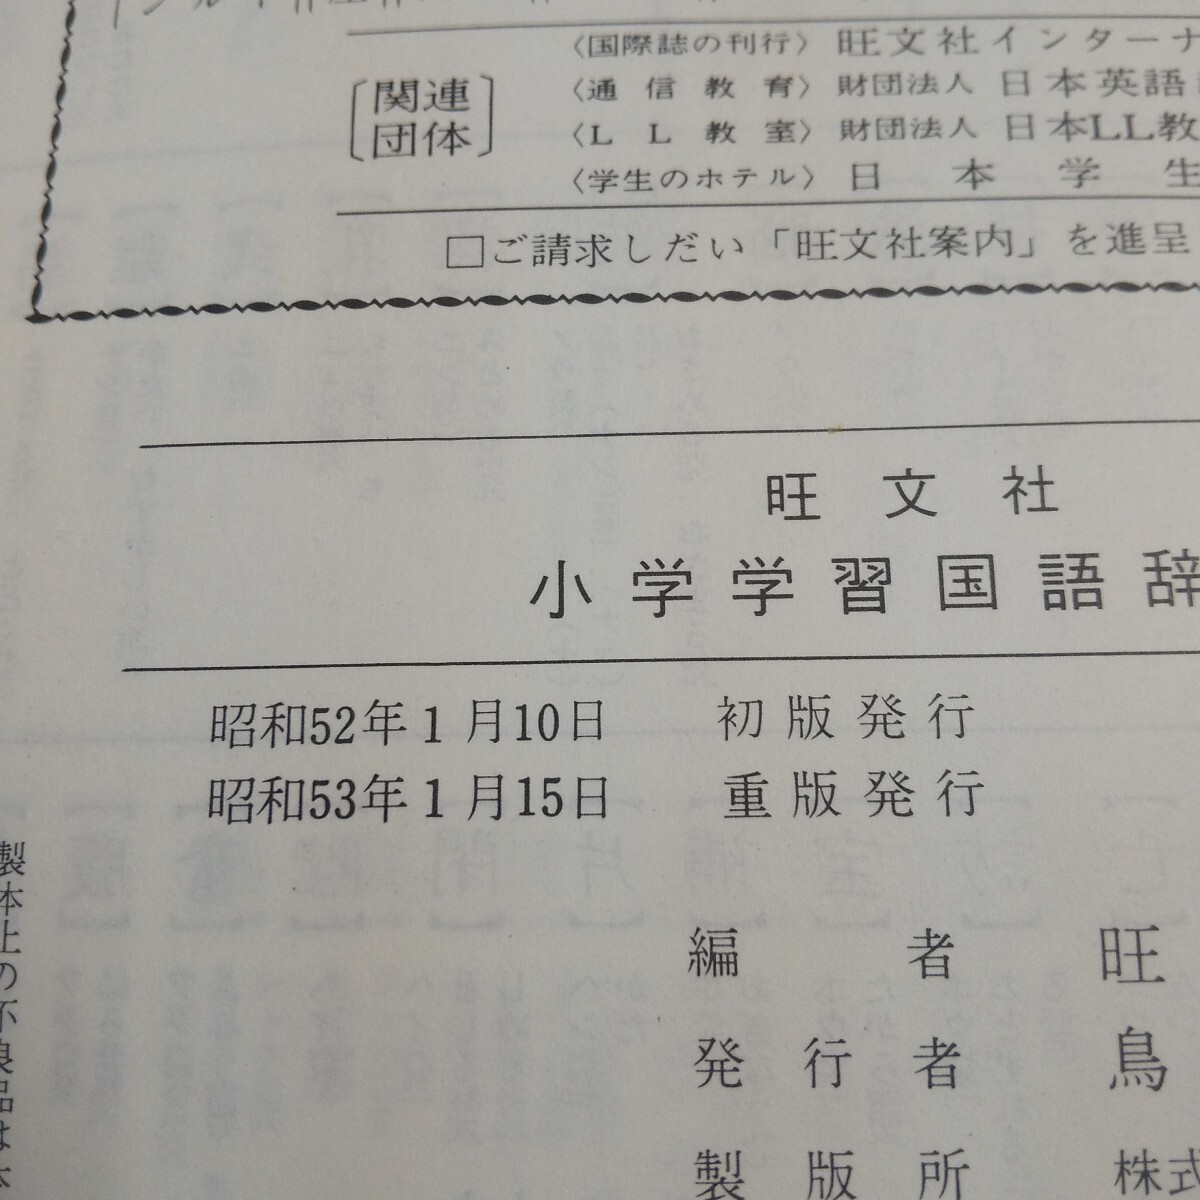 〈国際誌の刊行〉 旺文社インターナ
〈通信教育〉 財団法人 日本英語
〈LL教室〉 財団法人 日本LL教
〈学生のホテル〉 日本学生
〔関連団体〕
□ご請求しだい「旺文社案内」を進呈
旺文社
小学学習国語辞
昭和52年1月10日 初版発行
昭和53年1月15日 重版発行
編者 旺
発行者 鳥
製版所 株式
製本上の不良品は本